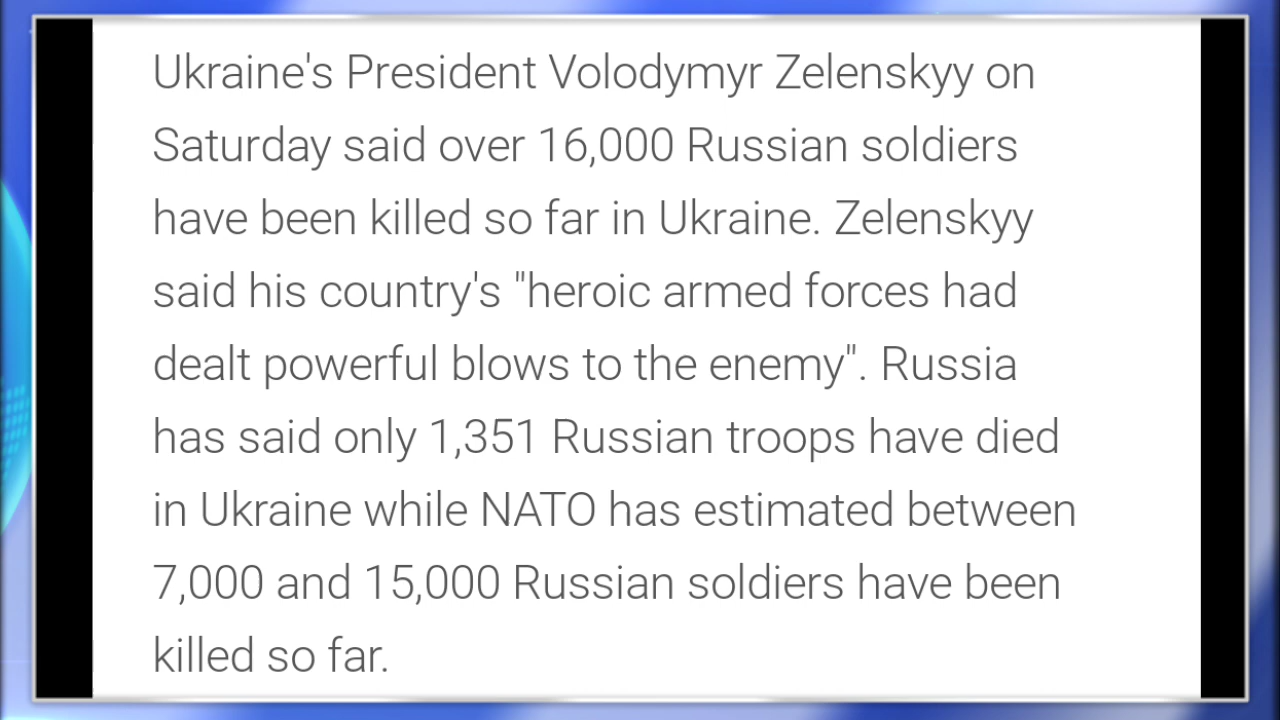 Ukraine's President Volodymyr Zelenskyy on
Saturday said over 16,000 Russian soldiers
have been killed so far in Ukraine. Zelenskyy
said his country's "heroic armed forces had
dealt powerful blows to the enemy". Russia
has said only 1,351 Russian troops have died
in Ukraine while NATO has estimated between
7,000 and 15,000 Russian soldiers have been
killed so far.